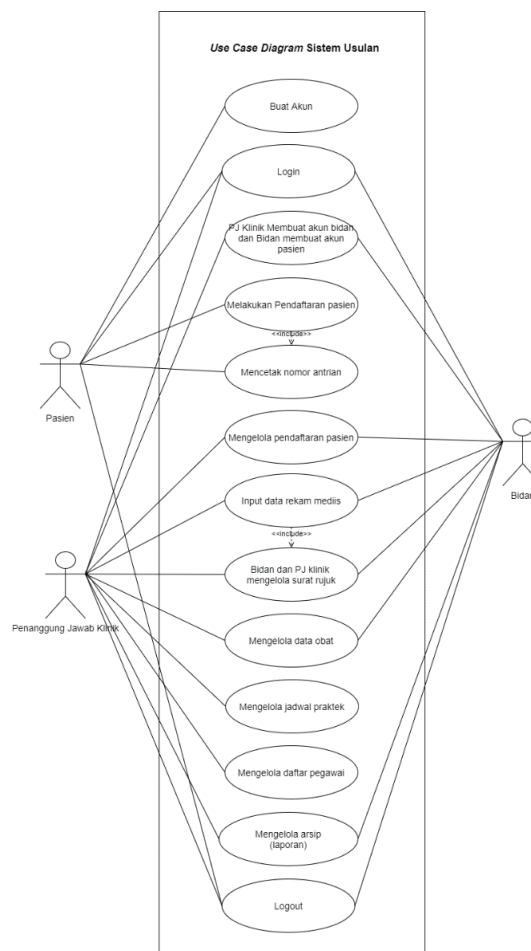 Use Case Diagram Sistem Usulan
Buat Akun
Login
PJ Klinik Membuat akun bidan
dan Bidan membuat akun
pasien
Melakukan Pendaftaran pasien
<<include>>
Mencetak nomor antrian
Pasien
Mengelola pendaftaran pasien
Input data rekam mediis
Bidan
<<include>>
Bidan dan PJ klinik
mengelola surat rujuk
Penanggung Jawab Klinik
Mengelola data obat
Mengelola jadwal praktek
Mengelola daftar pegawai
Mengelola arsip
(laporan)
Logout